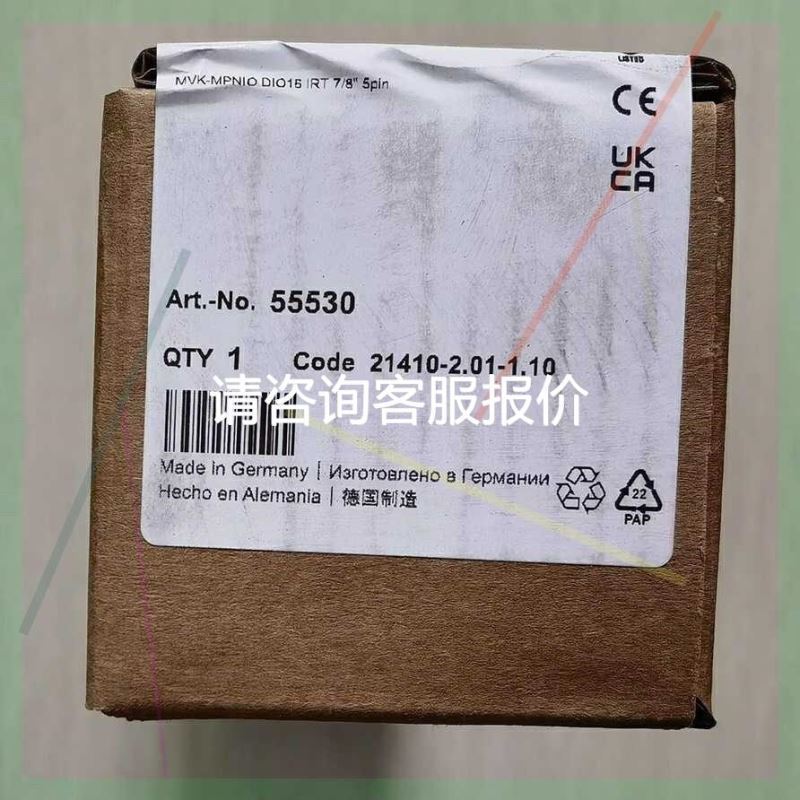 LISTED
MVK-MPNIO DIO16 IRT 7/8" 5pin
CE
UK
CA
Art.-No. 55530
QTY 1 Code 21410-2.01-1.10
请咨询客服报价
Made in Germany | Изготовлено в Германии
Hecho en Alemania | 德国制造
22
PAP